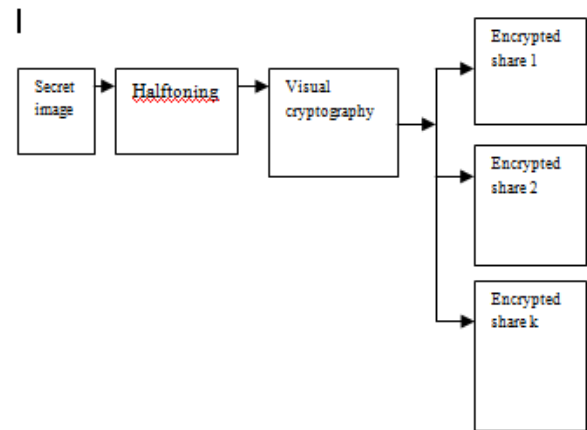 Secret
image
Halftoning
Visual
cryptography
Encrypted
share 1
Encrypted
share 2
Encrypted
share k